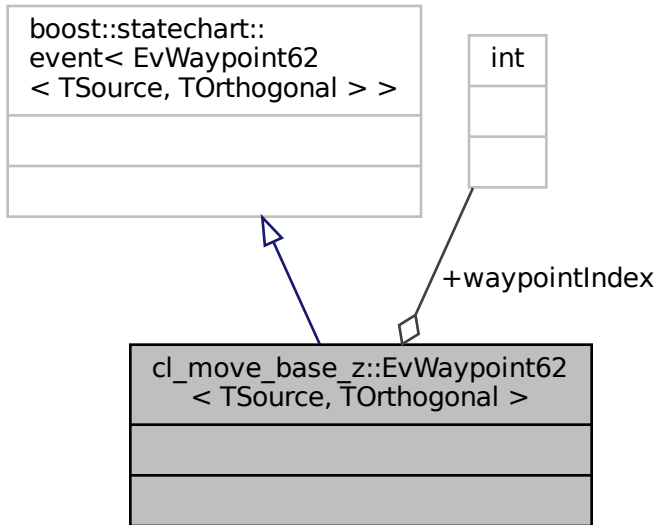 boost::statechart::
event< EvWaypoint62
< TSource, TOrthogonal > >
int
+waypointIndex
cl_move_base_z::EvWaypoint62
< TSource, TOrthogonal >